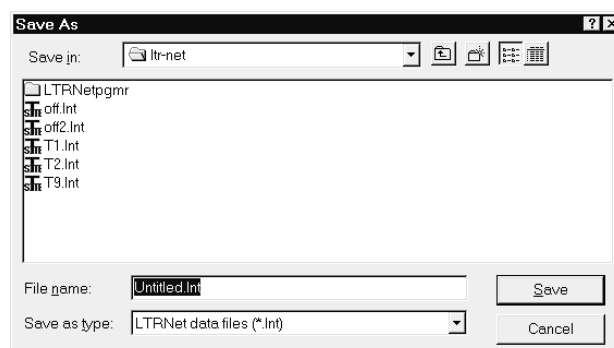 Save As
? X
Save in:
ltr-net
LTRNetpgmr
off.lnt
off2.lnt
T1.lnt
T2.lnt
T9.lnt
File name:
Untitled.lnt
Save
Save as type:
LTRNet data files (*.lnt)
Cancel